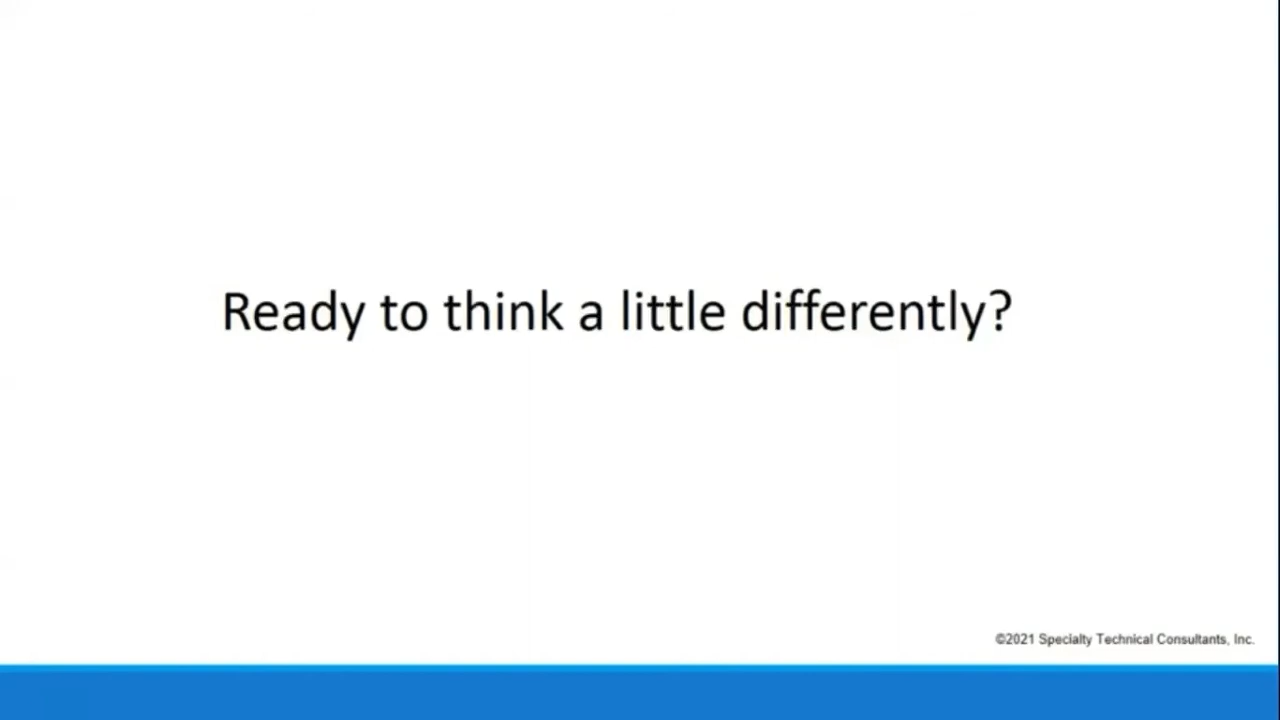 Ready to think a little differently?
©2021 Specialty Technical Consultants, Inc.